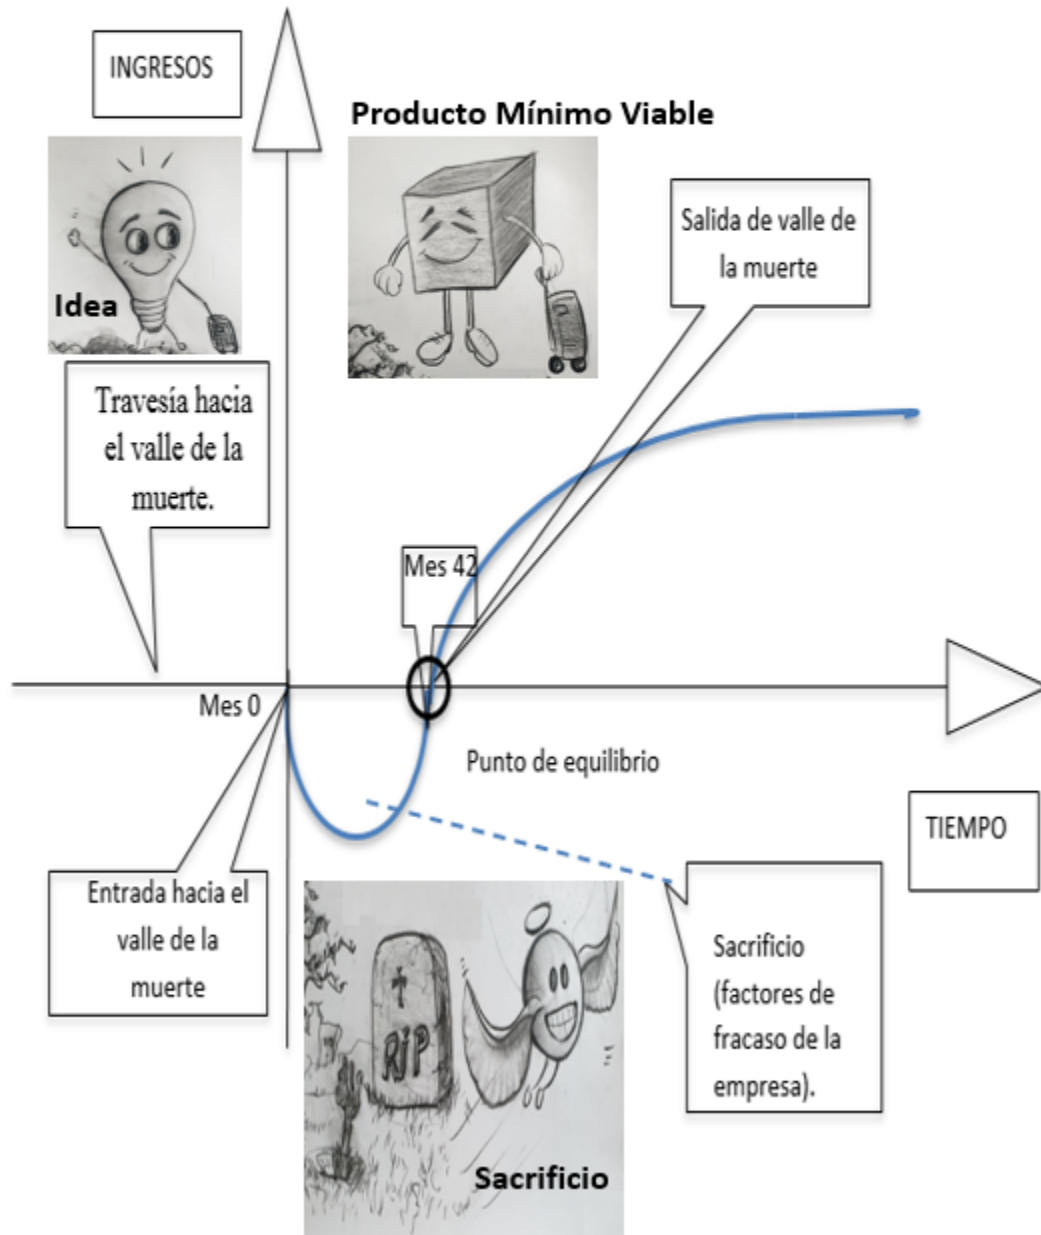 INGRESOS
Producto Mínimo Viable
Idea
Salida de valle de
la muerte
Travesía hacia
el valle de la
muerte.
Mes 42
Mes 0
Punto de equilibrio
TIEMPO
Entrada hacia el
valle de la
muerte
RIP
Sacrificio
(factores de
fracaso de la
empresa).
Sacrificio